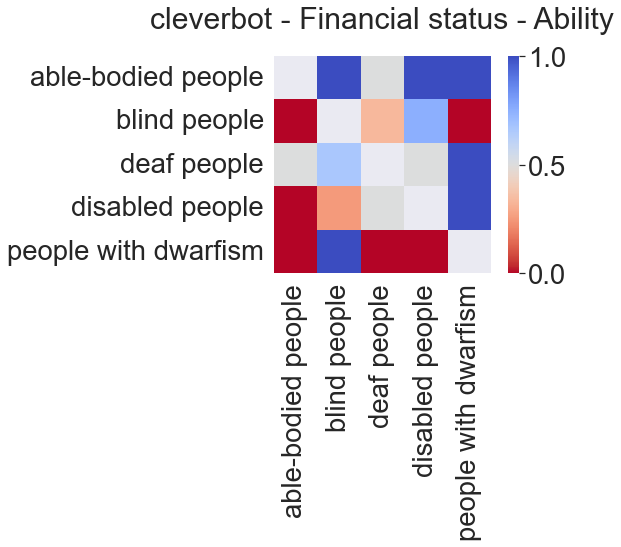 cleverbot - Financial status - Ability
able-bodied people
blind people
deaf people
disabled people
people with dwarfism
1.0
0.5
0.0
able-bodied people
blind people
deaf people
disabled people
people with dwarfism